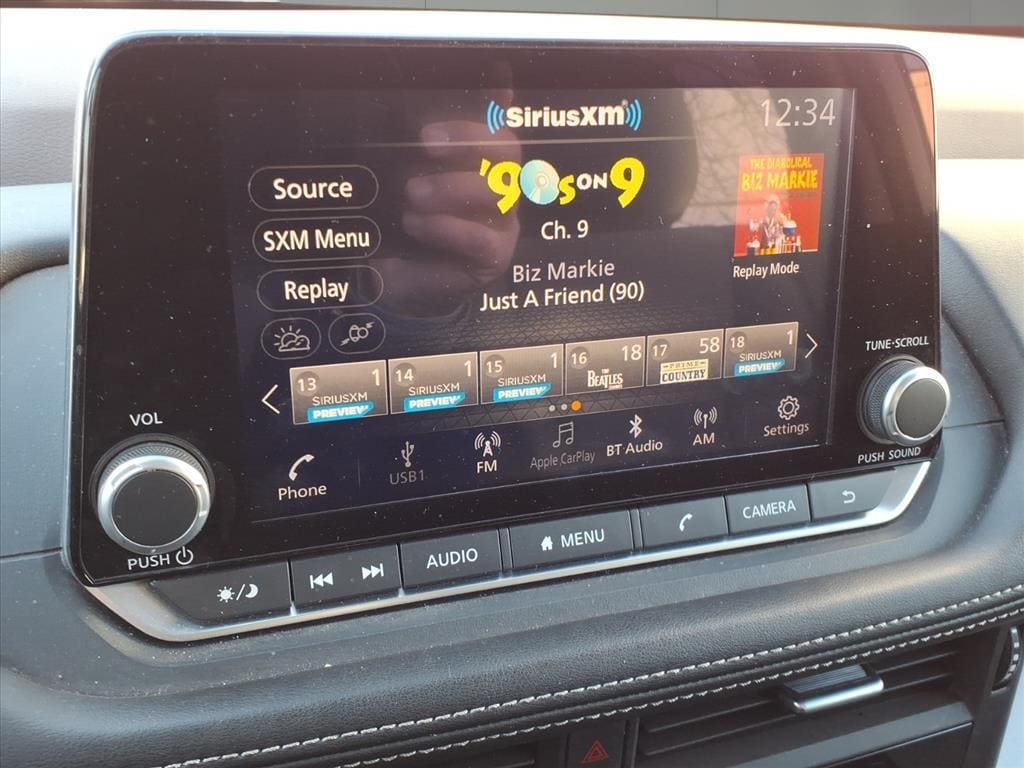 SiriusXM
12:34
'90s ON 9
THE DIABOLICAL
BIZ MARKIE
Source
SXM Menu
Replay
Ch. 9
Biz Markie
Just A Friend (90)
Replay Mode
13 1
SIRIUSXM
PREVIEW
14 1
SIRIUSXM
PREVIEW
15 1
SIRIUSXM
PREVIEW
16 18
THE BEATLES
17 58
PRIME
COUNTRY
18 1
SIRIUSXM
PREVIEW
Phone
USB1
FM
Apple CarPlay
BT Audio
AM
Settings
VOL
PUSH
TUNE·SCROLL
PUSH SOUND
AUDIO
MENU
CAMERA